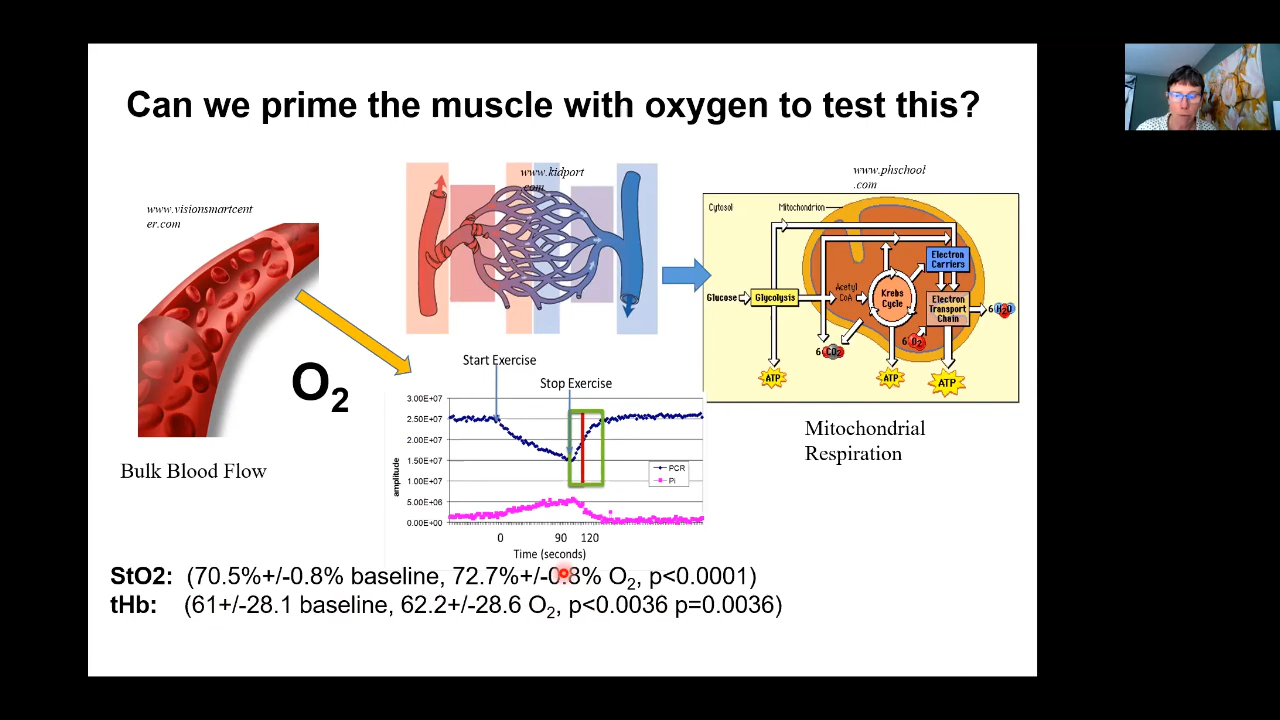 Can we prime the muscle with oxygen to test this?
www.visionsmartcent
er.com
www.kidport
.com
www.phschool
.com
O2
Bulk Blood Flow
Cytosol
Mitochondrion
Glucose
Glycolysis
Acetyl
CoA
Krebs
Cycle
Electron
Carriers
Electron
Transport
Chain
6 H2O
6 CO2
6 O2
ATP
ATP
ATP
Mitochondrial
Respiration
Start Exercise
Stop Exercise
3.00E+07
2.50E+07
2.00E+07
1.50E+07
1.00E+07
5.00E+06
0.00E+00
amplitude
PCR
Pi
0 90 120
Time (seconds)
StO2: (70.5%+/-0.8% baseline, 72.7%+/-0.8% O2, p<0.0001)
tHb: (61+/-28.1 baseline, 62.2+/-28.6 O2, p<0.0036 p=0.0036)